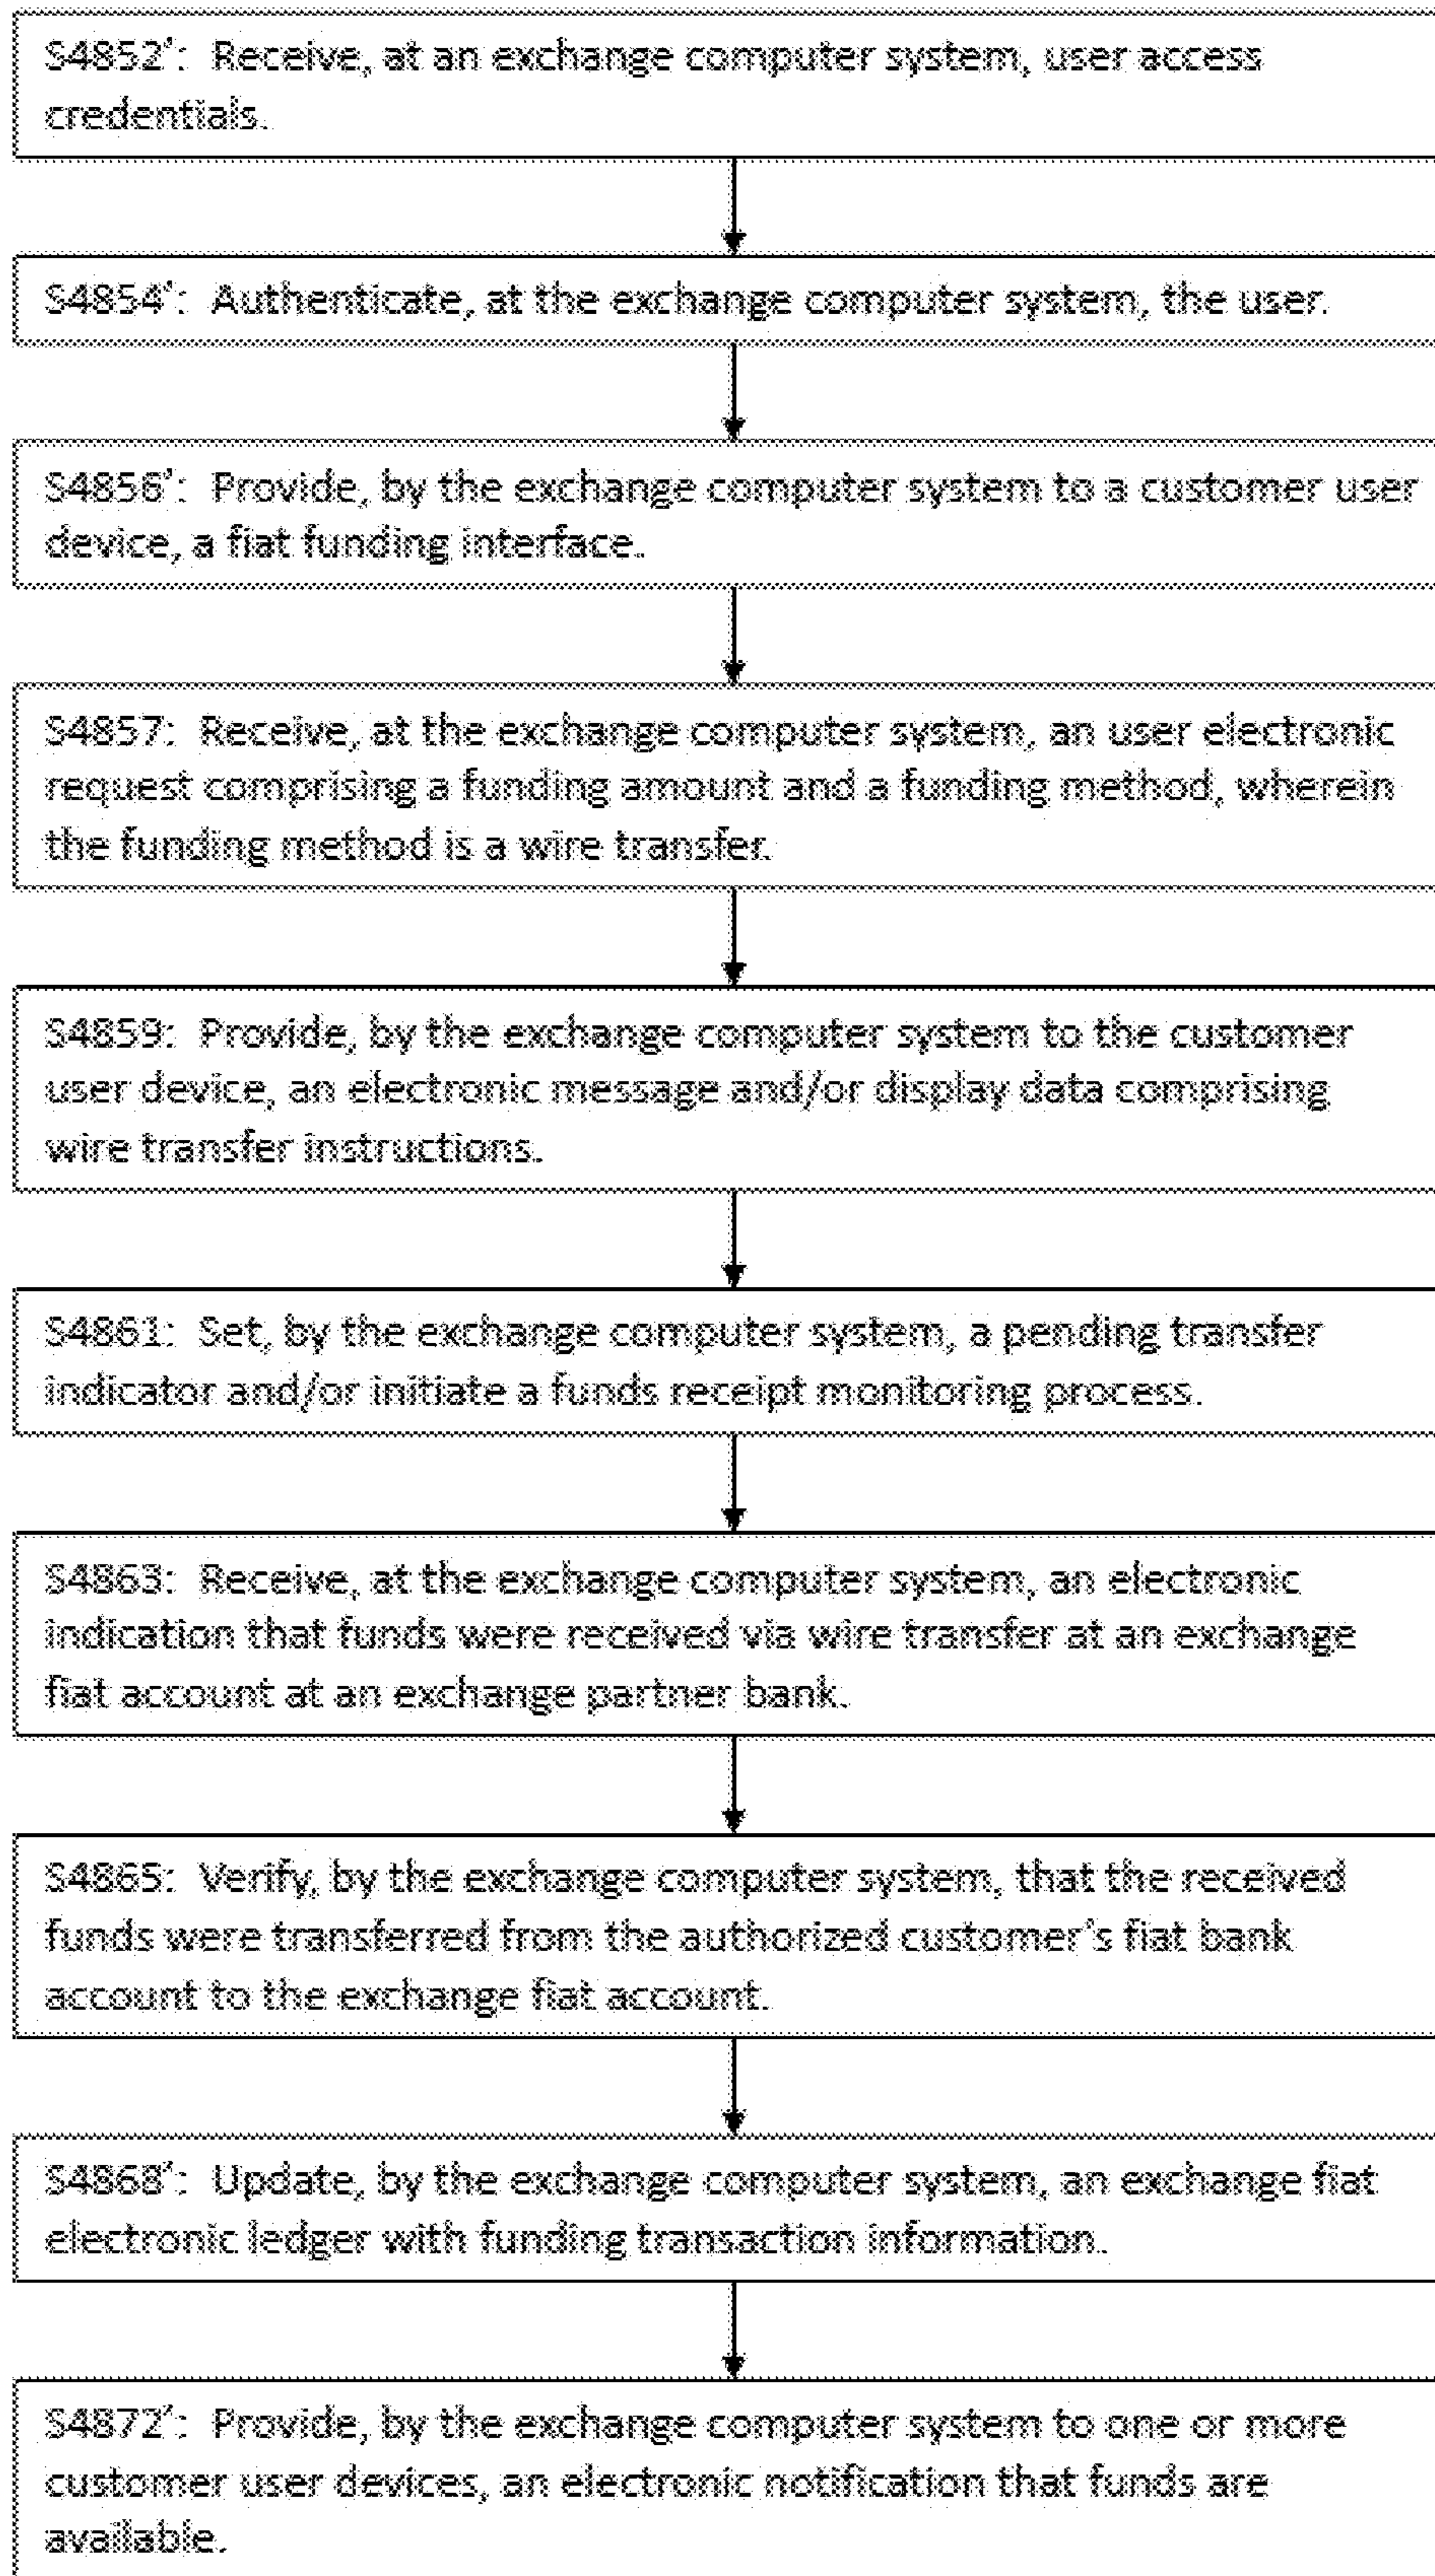 S4852': Receive, at an exchange computer system, user access
credentials.
S4854': Authenticate, at the exchange computer system, the user.
S4856': Provide, by the exchange computer system to a customer user
device, a fiat funding interface.
S4857: Receive, at the exchange computer system, an user electronic
request comprising a funding amount and a funding method, wherein
the funding method is a wire transfer.
S4859: Provide, by the exchange computer system to the customer
user device, an electronic message and/or display data comprising
wire transfer instructions.
S4861: Set, by the exchange computer system, a pending transfer
indicator and/or initiate a funds receipt monitoring process.
S4863: Receive, at the exchange computer system, an electronic
indication that funds were received via wire transfer at an exchange
fiat account at an exchange partner bank.
S4865: Verify, by the exchange computer system, that the received
funds were transferred from the authorized customer's fiat bank
account to the exchange fiat account.
S4868': Update, by the exchange computer system, an exchange fiat
electronic ledger with funding transaction information.
S4872': Provide, by the exchange computer system to one or more
customer user devices, an electronic notification that funds are
available.